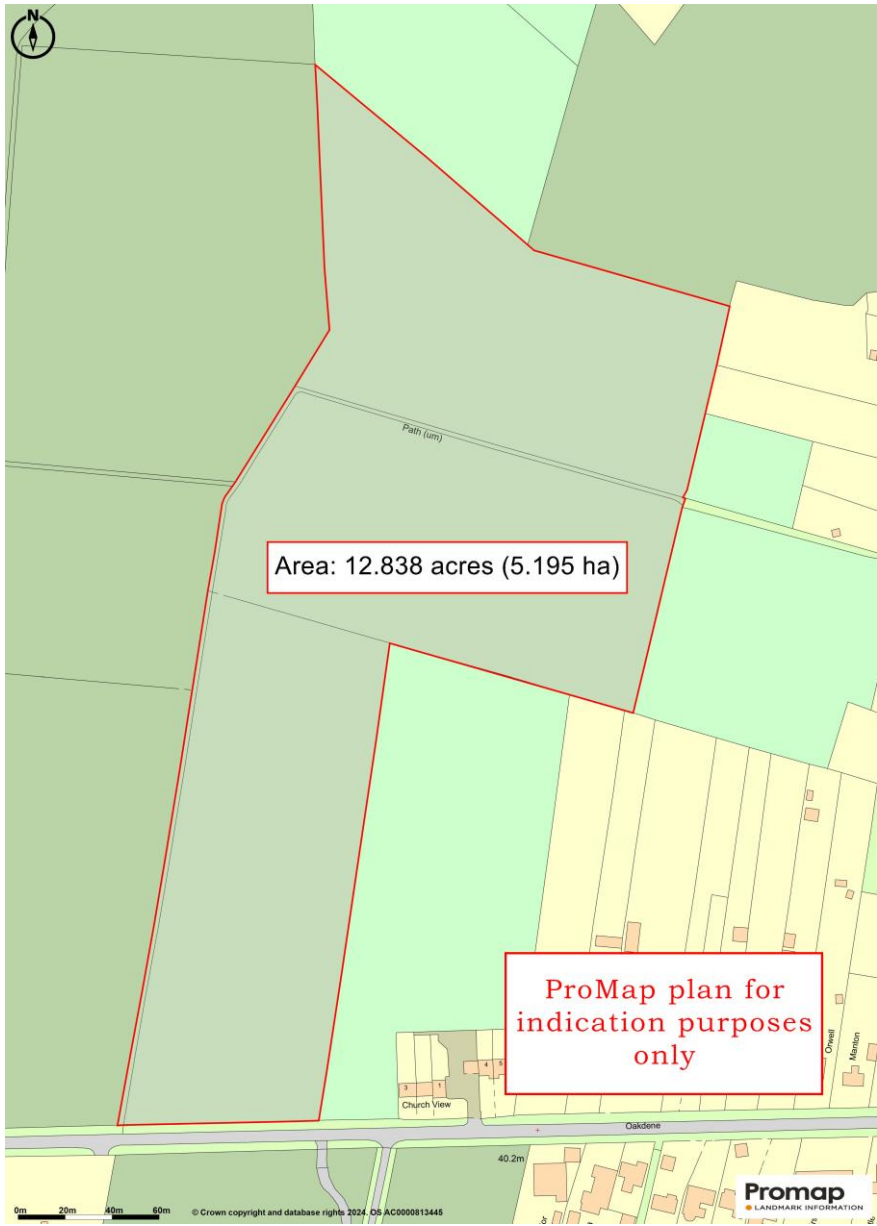 N
Path (um)
Area: 12.838 acres (5.195 ha)
ProMap plan for
indication purposes
only
Orwell
Manton
4
5
3
1
Church View
Oakdene
40.2m
Promap
LANDMARK INFORMATION
0m 20m 40m 60m
© Crown copyright and database rights 2024. OS AC0000813445